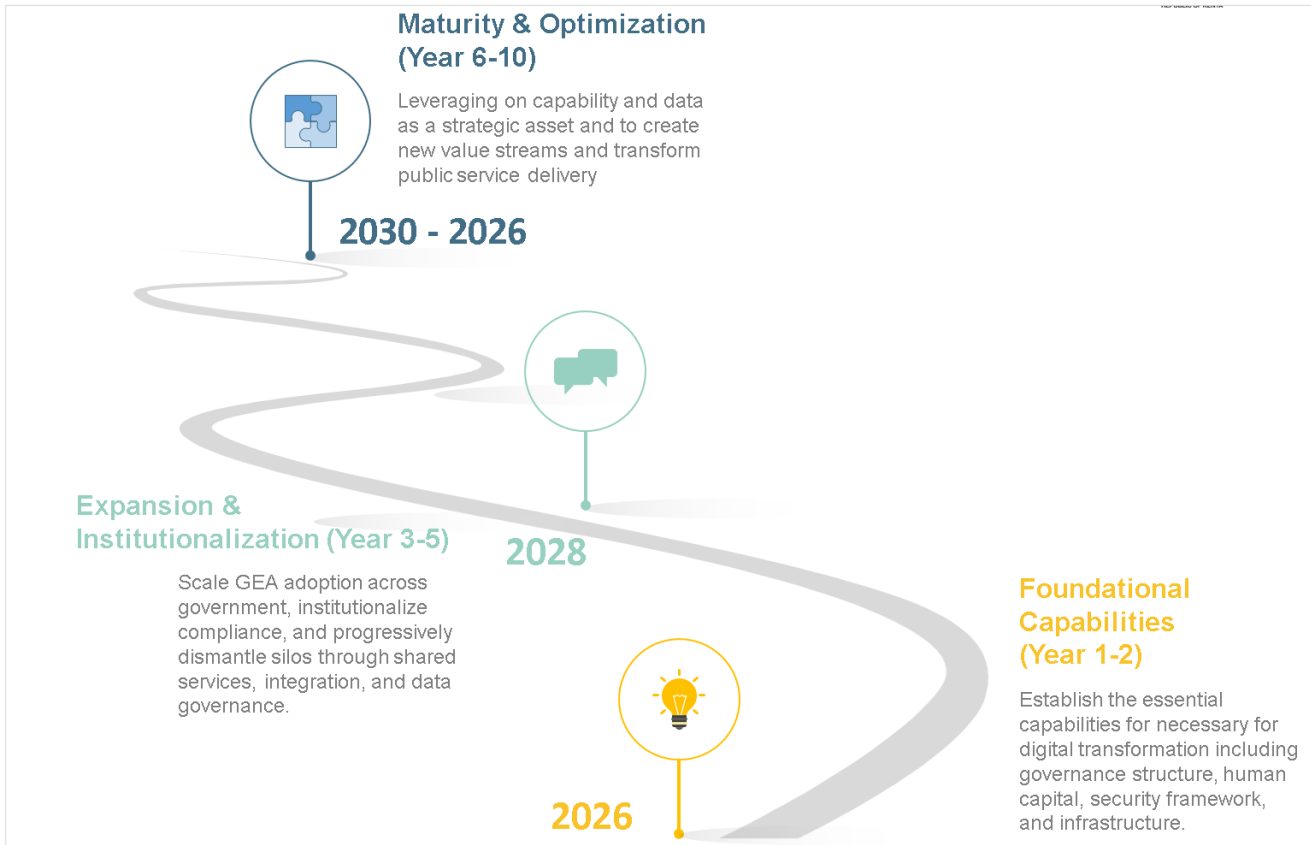 Maturity & Optimization
(Year 6-10)
Leveraging on capability and data
as a strategic asset and to create
new value streams and transform
public service delivery
2030 - 2026
Expansion &
Institutionalization (Year 3-5)
Scale GEA adoption across
government, institutionalize
compliance, and progressively
dismantle silos through shared
services, integration, and data
governance.
2028
Foundational
Capabilities
(Year 1-2)
Establish the essential
capabilities for necessary for
digital transformation including
governance structure, human
capital, security framework,
and infrastructure.
2026